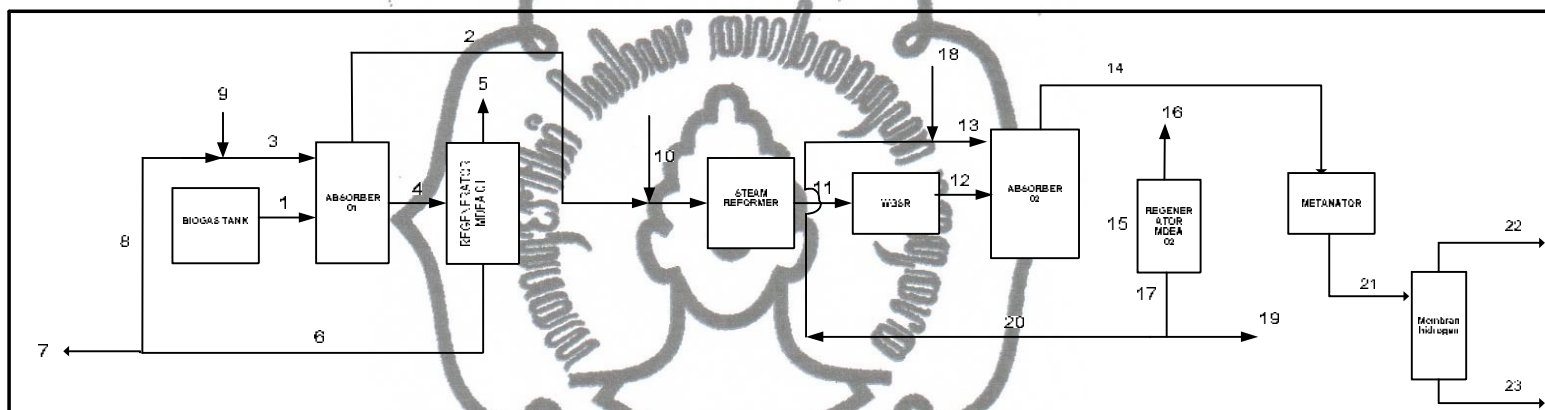 2
18
14
5
9
16
3
13
10
1
4
11
12
BIOGAS TANK
ABSORBER
01
REGENERATOR
MDEA 01
STEAM
REFORMER
WGSR
ABSORBER
02
15
REGENER
ATOR
MDEA
02
METANATOR
22
8
17
21
6
20
19
7
Membran
hidrogen
23